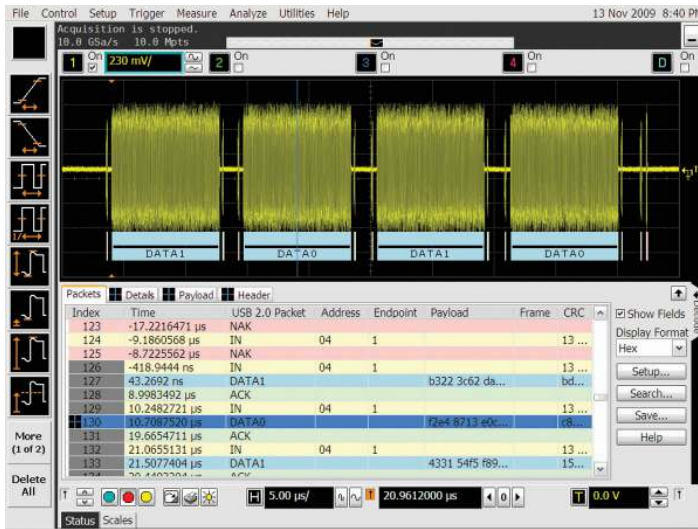 File Control Setup Trigger Measure Analyze Utilities Help 13 Nov 2009 8:40 PM
Acquisition is stopped.
10.0 GSa/s 10.0 Mpts
1 On 230 mV/ 2 On 3 On 4 On D On
DATA1 DATA0 DATA1 DATA0
Packets Details Payload Header
Index Time USB 2.0 Packet Address Endpoint Payload Frame CRC
123 -17.2216471 µs NAK
124 -9.1860568 µs IN 04 1 13 ...
125 -8.7225562 µs NAK
126 -418.9444 ns IN 04 1 13 ...
127 43.2692 ns DATA1 b322 3c62 da... bd...
128 8.9983492 µs ACK
129 10.2482721 µs IN 04 1 13 ...
130 10.7087520 µs DATA0 f2e4 8713 e0c... c8...
131 19.6654711 µs ACK
132 21.0655131 µs IN 04 1 13 ...
133 21.5077404 µs DATA1 4331 54f5 f89... 15...
Show Fields
Display Format
Hex
Setup...
Search...
Save...
Help
More
(1 of 2)
Delete
All
H 5.00 µs/ T 20.9612000 µs 0 T 0.0 V
Status Scales